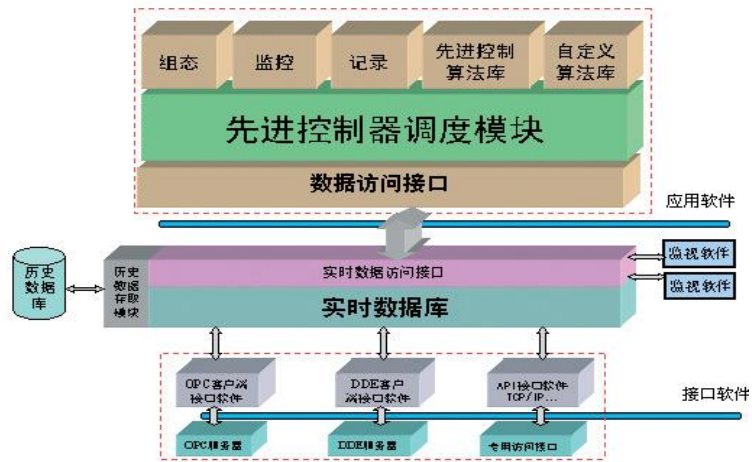 组态
监控
记录
先进控制
算法库
自定义
算法库
先进控制器调度模块
数据访问接口
应用软件
历史
数据
库
历史
数据
存取
模块
实时数据访问接口
实时数据库
监视软件
监视软件
OPC客户端
接口软件
DDE客户
端接口软件
API接口软件
TCP/IP...
接口软件
OPC服务器
DDE服务器
专用访问接口